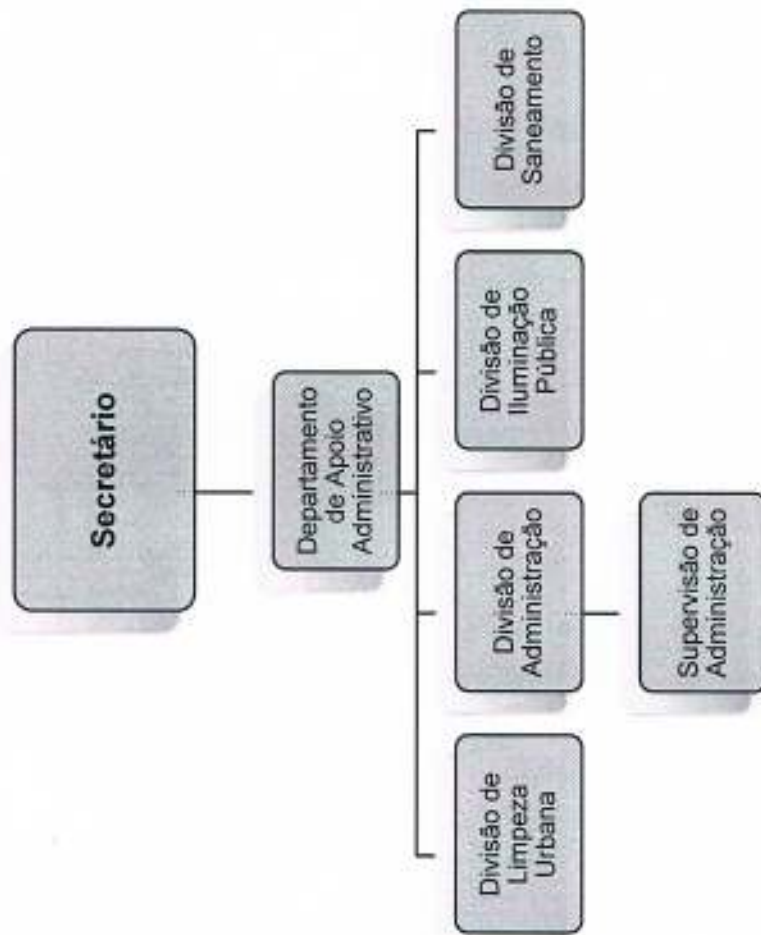 Secretário
Departamento
de Apoio
Administrativo
Divisão de
Limpeza
Urbana
Divisão de
Administração
Divisão de
Iluminação
Pública
Divisão de
Saneamento
Supervisão de
Administração